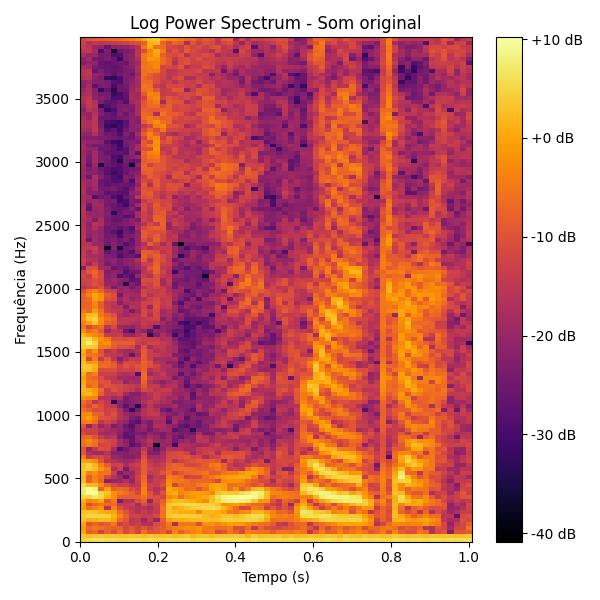 Log Power Spectrum - Som original
Frequência (Hz)
3500
3000
2500
2000
1500
1000
500
0
0.0 0.2 0.4 0.6 0.8 1.0
Tempo (s)
+10 dB
+0 dB
-10 dB
-20 dB
-30 dB
-40 dB